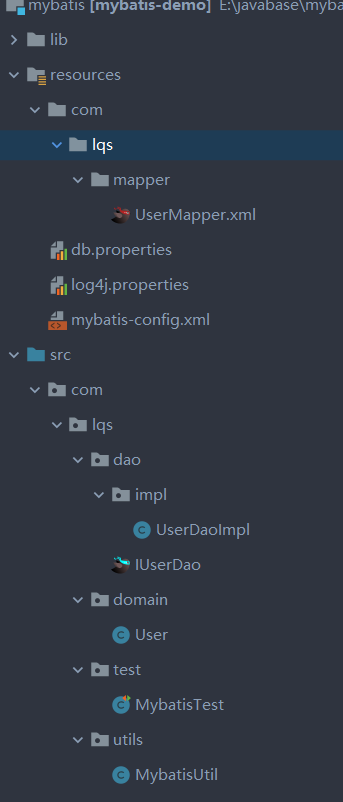 mybatis [mybatis-demo] E:\javabase\myba
lib
resources
com
lqs
mapper
UserMapper.xml
db.properties
log4j.properties
mybatis-config.xml
src
com
lqs
dao
impl
UserDaoImpl
IUserDao
domain
User
test
MybatisTest
utils
MybatisUtil